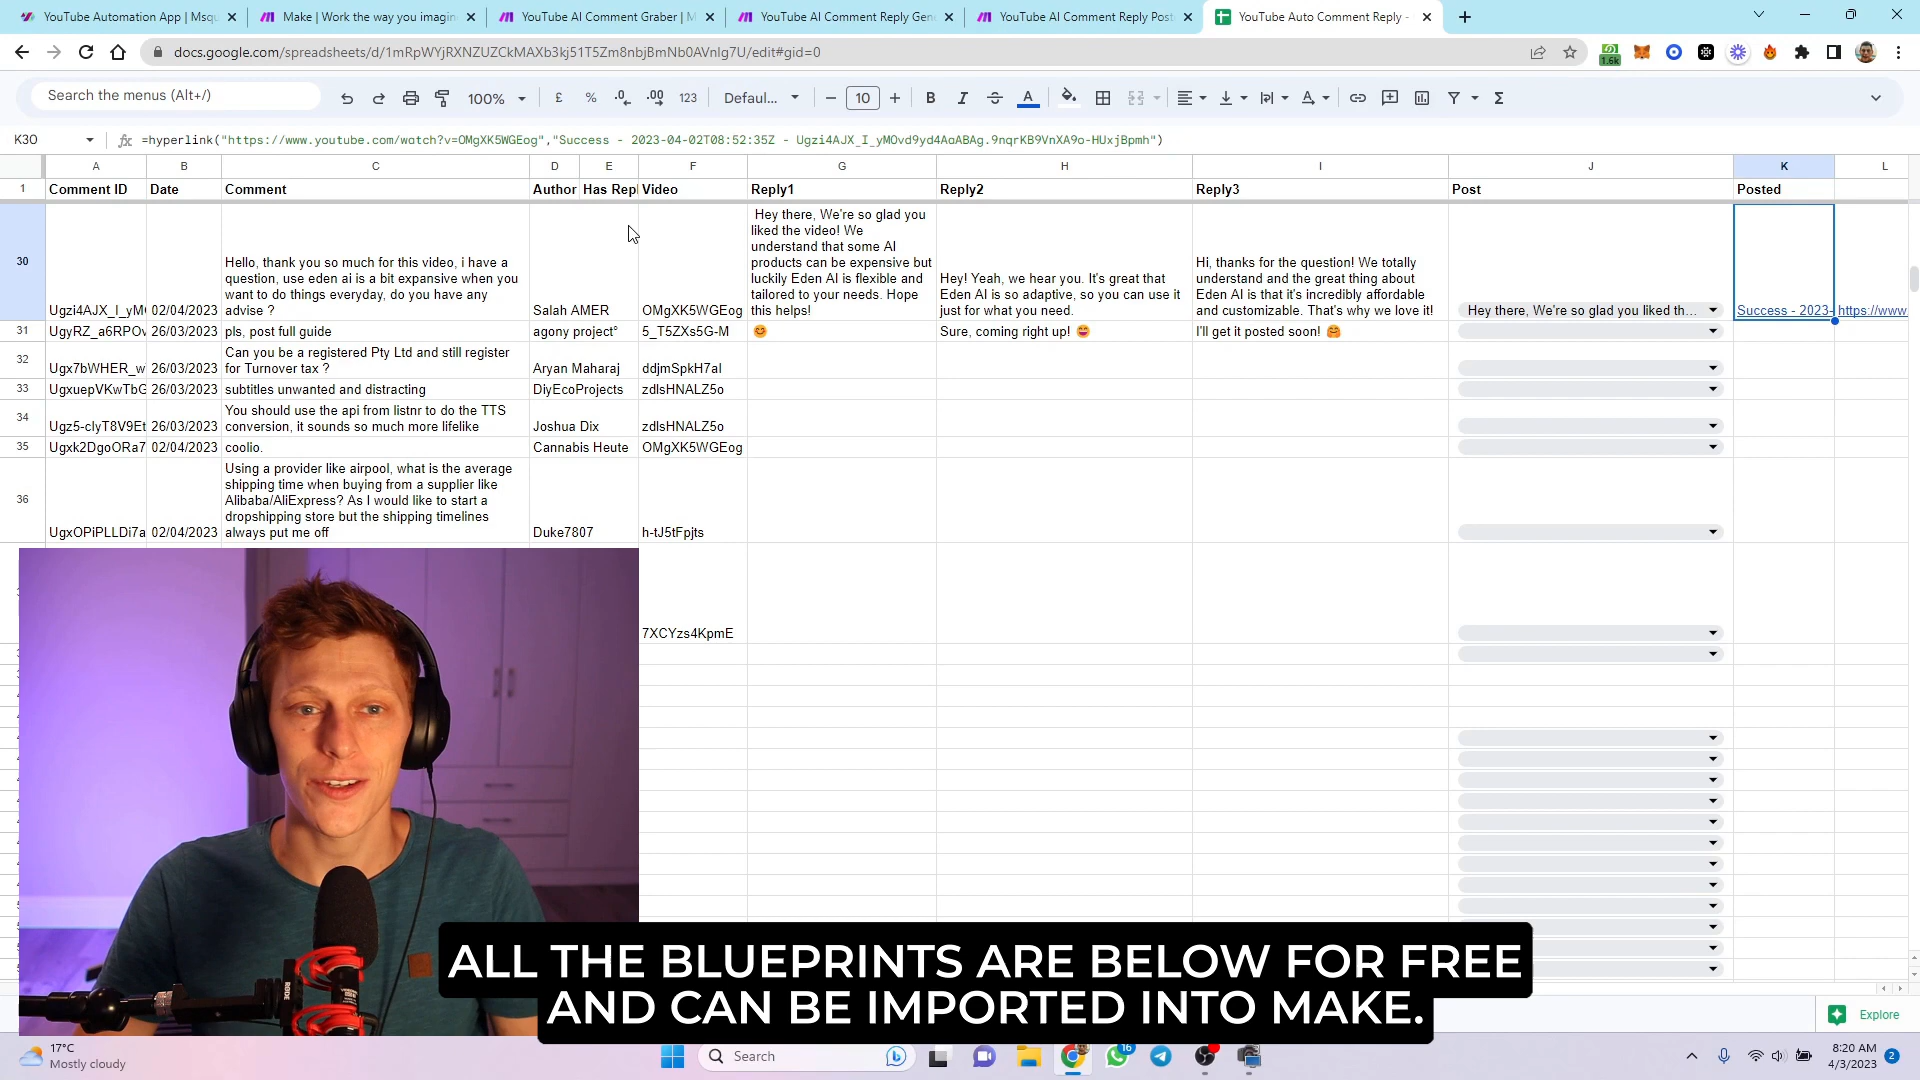 YouTube Automation App | Msqu
Make | Work the way you imagin
YouTube AI Comment Graber | M
YouTube AI Comment Reply Gene
YouTube AI Comment Reply Post
YouTube Auto Comment Reply -
docs.google.com/spreadsheets/d/1mRpWYjRXNZUZCkMAXb3kj51T5Zm8nbjBmNb0AVnIg7U/edit#gid=0
1.6k
Search the menus (Alt+/)
100%
£
%
.0
.00
123
Defaul...
10
B
I
A
Σ
K30
fx
=hyperlink("https://www.youtube.com/watch?v=OMgXK5WGEog","Success - 2023-04-02T08:52:35Z - Ugzi4AJX_I_yMOvd9yd4AaABAg.9nqrKB9VnXA9o-HUxjBpmh")
A B C D E F G H I J K L
1 Comment ID Date Comment Author Has Repl Video Reply1 Reply2 Reply3 Post Posted
30
Ugzi4AJX_I_yM
02/04/2023
Hello, thank you so much for this video, i have a
question, use eden ai is a bit expansive when you
want to do things everyday, do you have any
advise ?
Salah AMER
OMgXK5WGEog
Hey there, We're so glad you
liked the video! We
understand that some AI
products can be expensive but
luckily Eden AI is flexible and
tailored to your needs. Hope
this helps!
Hey! Yeah, we hear you. It's great that
Eden AI is so adaptive, so you can use it
just for what you need.
Hi, thanks for the question! We totally
understand and the great thing about
Eden AI is that it's incredibly affordable
and customizable. That's why we love it!
Hey there, We're so glad you liked th...
Success - 2023-
https://www.
31 UgyRZ_a6RPOv 26/03/2023 pls, post full guide agony project° 5_T5ZXs5G-M 😊 Sure, coming right up! 😄 I'll get it posted soon! 🤗
32
Ugx7bWHER_w
26/03/2023
Can you be a registered Pty Ltd and still register
for Turnover tax ?
Aryan Maharaj
ddjmSpkH7aI
33 UgxuepVKwTbG 26/03/2023 subtitles unwanted and distracting DiyEcoProjects zdlsHNALZ5o
34
Ugz5-clyT8V9Et
26/03/2023
You should use the api from listnr to do the TTS
conversion, it sounds so much more lifelike
Joshua Dix
zdlsHNALZ5o
35 Ugxk2DgoORa7 02/04/2023 coolio. Cannabis Heute OMgXK5WGEog
36
UgxOPiPLLDi7a
02/04/2023
Using a provider like airpool, what is the average
shipping time when buying from a supplier like
Alibaba/AliExpress? As I would like to start a
dropshipping store but the shipping timelines
always put me off
Duke7807
h-tJ5tFpjts
7XCYzs4KpmE
RØDE
ALL THE BLUEPRINTS ARE BELOW FOR FREE
AND CAN BE IMPORTED INTO MAKE.
Explore
17°C
Mostly cloudy
Search
16
8:20 AM
4/3/2023
2